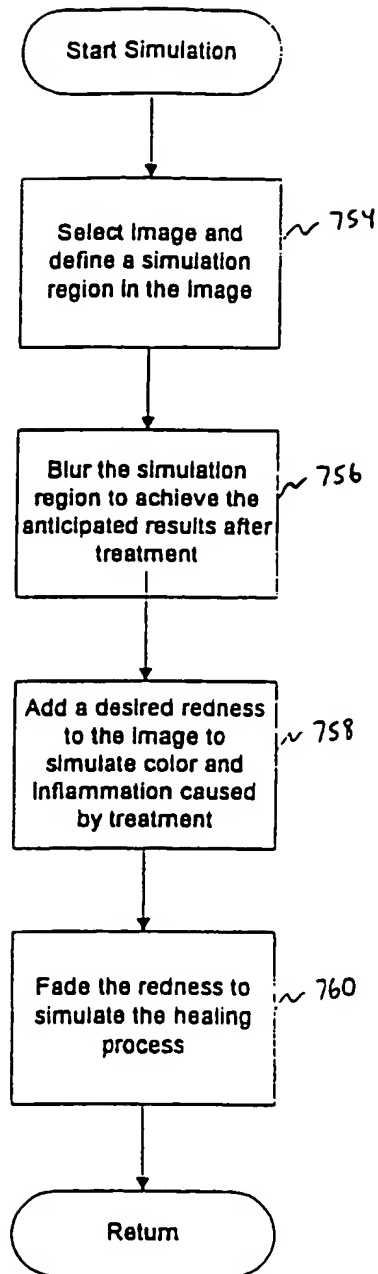 Start Simulation
Select Image and
define a simulation
region in the image
754
Blur the simulation
region to achieve the
anticipated results after
treatment
756
Add a desired redness
to the image to
simulate color and
inflammation caused
by treatment
758
Fade the redness to
simulate the healing
process
760
Return